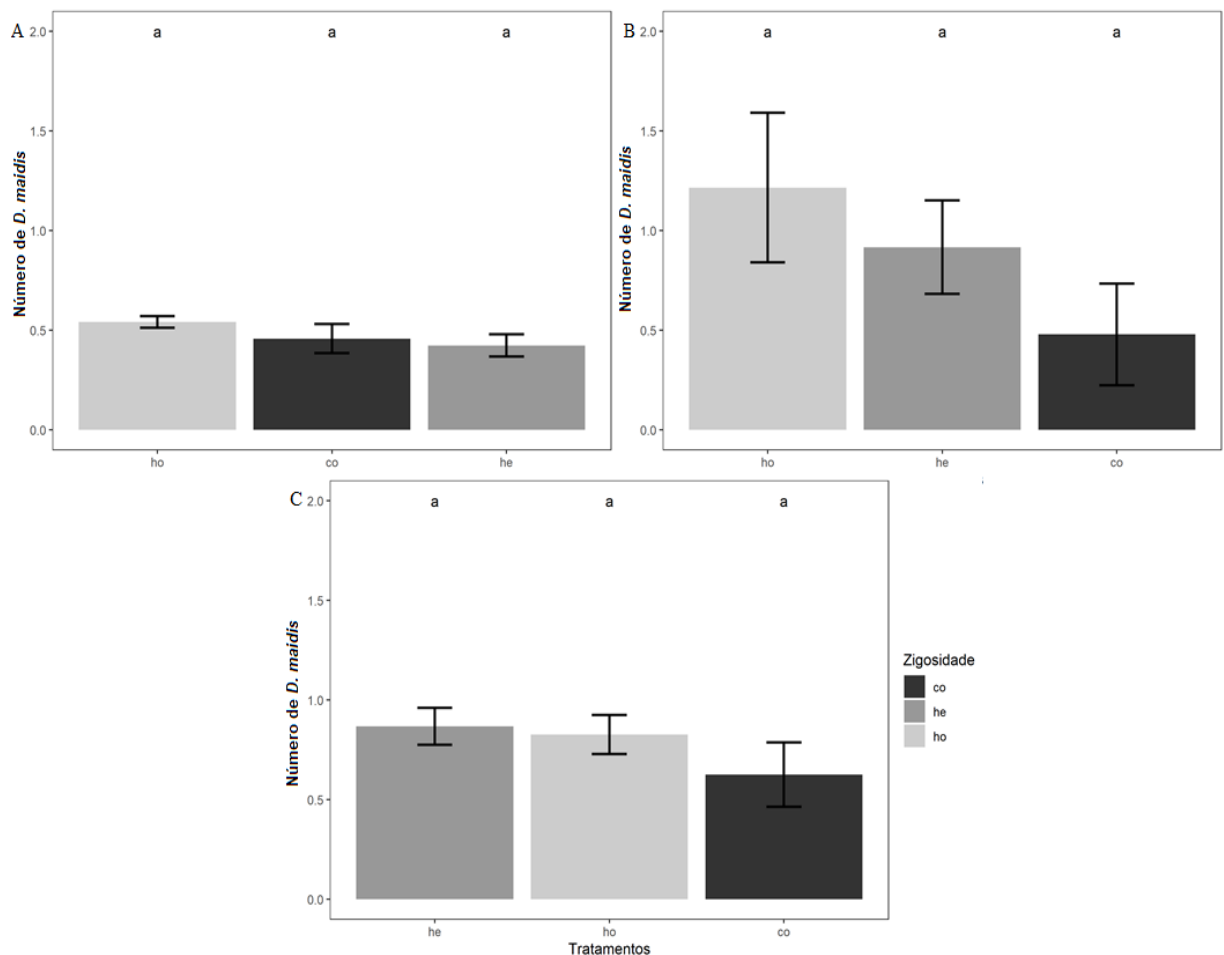 A
2.0
1.5
1.0
0.5
0.0
Número de D. maidis
a a a
ho co he
B
2.0
1.5
1.0
0.5
0.0
Número de D. maidis
a a a
ho he co
C
2.0
1.5
1.0
0.5
0.0
Número de D. maidis
a a a
he ho co
Tratamentos
Zigosidade
co
he
ho